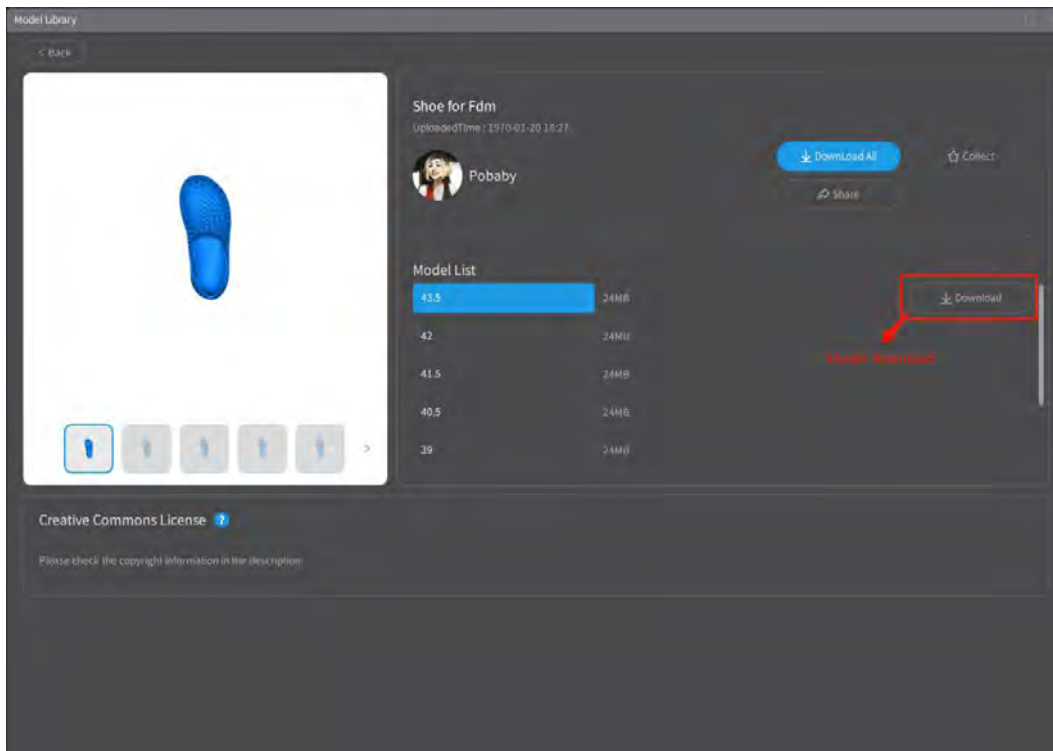 Model Library
< Back
Shoe for Fdm
UploadedTime : 1970-01-20 18:27
Pobaby
DownLoad All
Collect
Share
Model List
43.5 24MB
Download
42 24MB
Model download
41.5 24MB
40.5 24MB
39 24MB
>
Creative Commons License ?
Please check the copyright information in the description